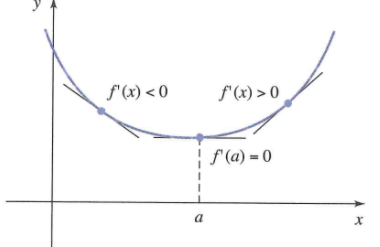 y
f'(x) < 0
f'(x) > 0
f'(a) = 0
a
x